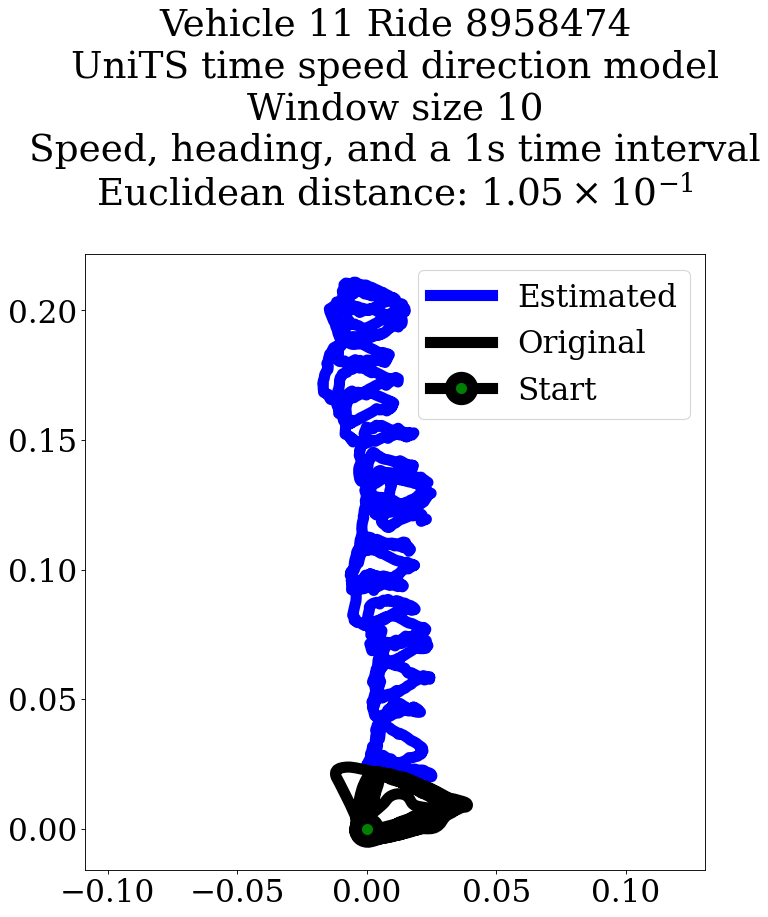 Vehicle 11 Ride 8958474
UniTS time speed direction model
Window size 10
Speed, heading, and a 1s time interval
Euclidean distance: 1.05 × 10⁻¹
Estimated
Original
Start
0.20
0.15
0.10
0.05
0.00
−0.10 −0.05 0.00 0.05 0.10